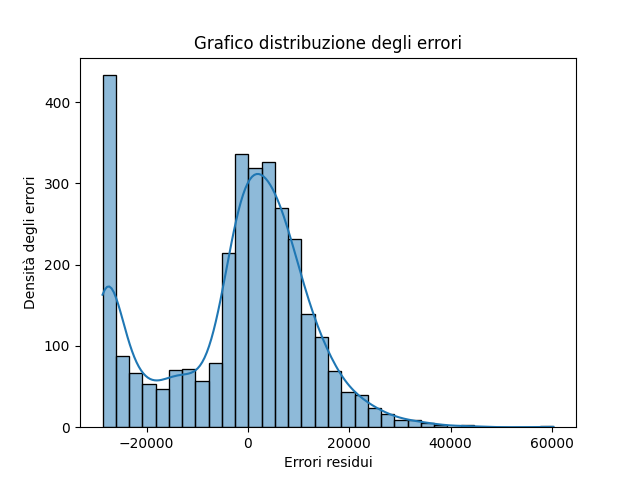 Grafico distribuzione degli errori
Densità degli errori
400
300
200
100
0
−20000 0 20000 40000 60000
Errori residui